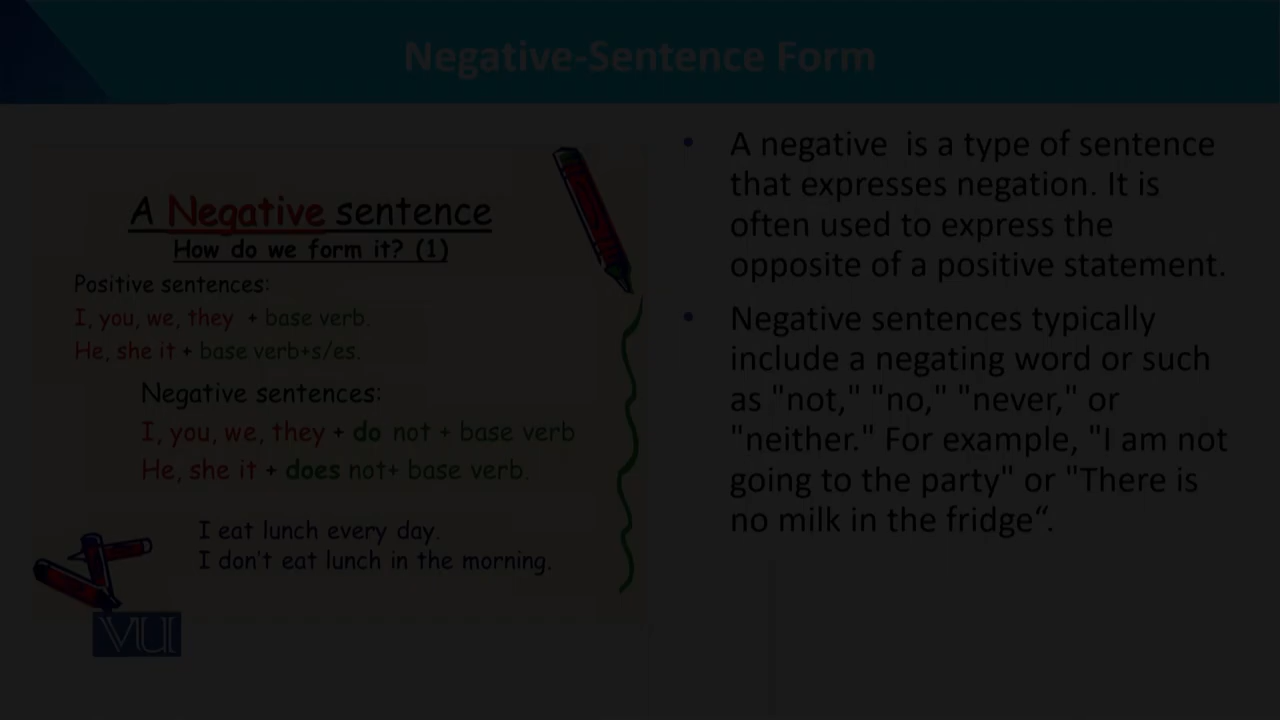 Negative-Sentence Form
A Negative sentence
How do we form it? (1)
Positive sentences:
I, you, we, they + base verb.
He, she it + base verb+s/es.
Negative sentences:
I, you, we, they + do not + base verb
He, she it + does not+ base verb.
I eat lunch every day.
I don't eat lunch in the morning.
VU
• A negative  is a type of sentence
that expresses negation. It is
often used to express the
opposite of a positive statement.
• Negative sentences typically
include a negating word or such
as "not," "no," "never," or
"neither." For example, "I am not
going to the party" or "There is
no milk in the fridge“.